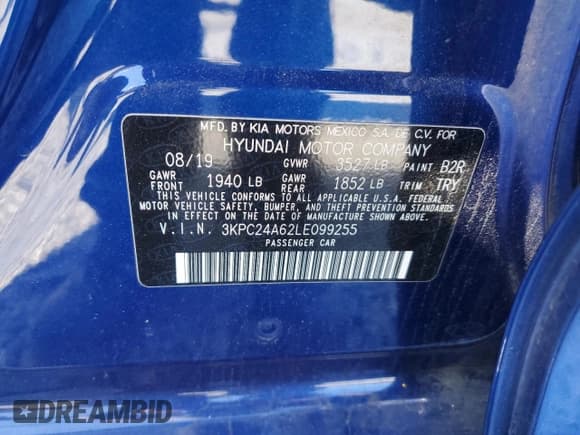 MFD. BY KIA MOTORS MEXICO S.A. DE C.V. FOR
HYUNDAI MOTOR COMPANY
08/19 GVWR 3527 LB PAINT B2R
GAWR FRONT 1940 LB GAWR REAR 1852 LB TRIM TRY
THIS VEHICLE CONFORMS TO ALL APPLICABLE FEDERAL
MOTOR VEHICLE SAFETY, BUMPER, AND THEFT PREVENTION STANDARDS
IN EFFECT ON THE DATE OF MANUFACTURE SHOWN ABOVE.
V.I.N. 3KPC24A62LE099255
PASSENGER CAR
DREAMBID